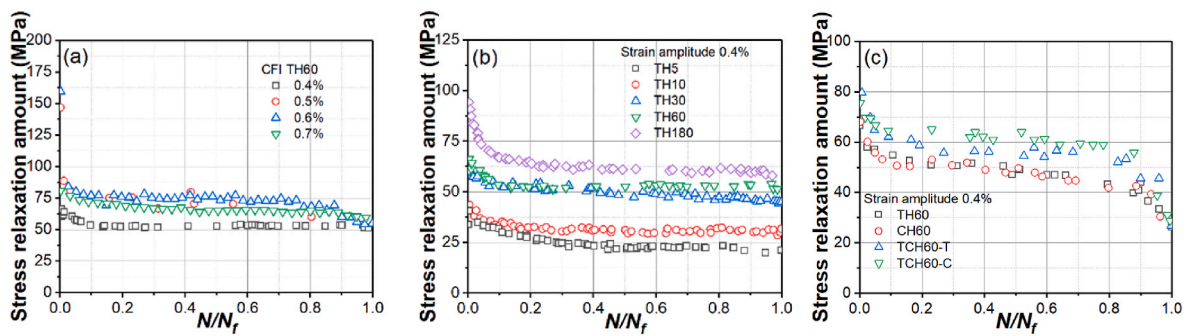 Stress relaxation amount (MPa)
200
175
150
125
100
75
50
25
0
(a)
CFI TH60
0.4%
0.5%
0.6%
0.7%
0.0 0.2 0.4 0.6 0.8 1.0
N/Nf
Stress relaxation amount (MPa)
125
100
75
50
25
0
(b)
Strain amplitude 0.4%
TH5
TH10
TH30
TH60
TH180
0.0 0.2 0.4 0.6 0.8 1.0
N/Nf
Stress relaxation amount (MPa)
100
80
60
40
20
0
(c)
Strain amplitude 0.4%
TH60
CH60
TCH60-T
TCH60-C
0.0 0.2 0.4 0.6 0.8 1.0
N/Nf